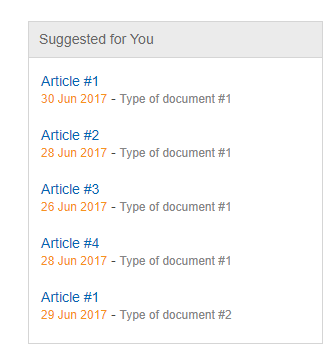 Suggested for You
Article #1
30 Jun 2017 - Type of document #1
Article #2
28 Jun 2017 - Type of document #1
Article #3
26 Jun 2017 - Type of document #1
Article #4
28 Jun 2017 - Type of document #1
Article #1
29 Jun 2017 - Type of document #2